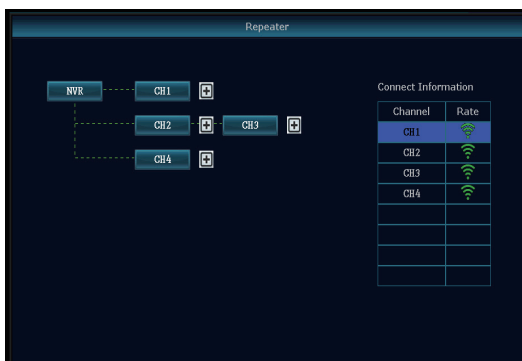 Repeater
NVR CH1
CH2 CH3
CH4
Connect Information
Channel Rate
CH1
CH2
CH3
CH4